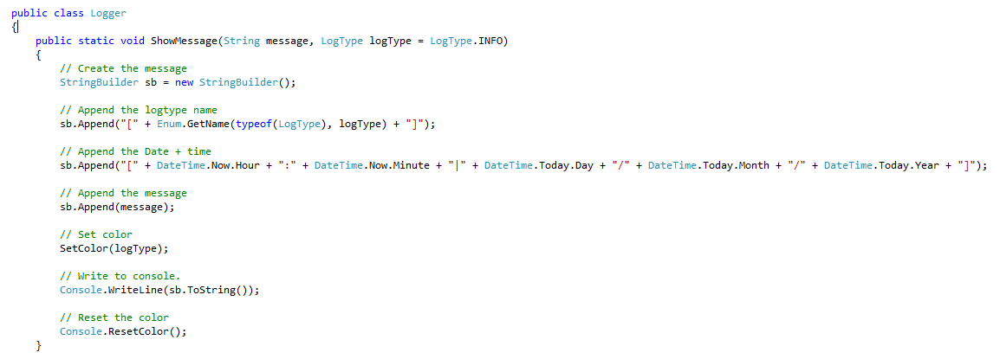 public class Logger
{
    public static void ShowMessage(String message, LogType logType = LogType.INFO)
    {
        // Create the message
        StringBuilder sb = new StringBuilder();

        // Append the logtype name
        sb.Append("[" + Enum.GetName(typeof(LogType), logType) + "]");

        // Append the Date + time
        sb.Append("[" + DateTime.Now.Hour + ":" + DateTime.Now.Minute + "|" + DateTime.Today.Day + "/" + DateTime.Today.Month + "/" + DateTime.Today.Year + "]");

        // Append the message
        sb.Append(message);

        // Set color
        SetColor(logType);

        // Write to console.
        Console.WriteLine(sb.ToString());

        // Reset the color
        Console.ResetColor();
    }